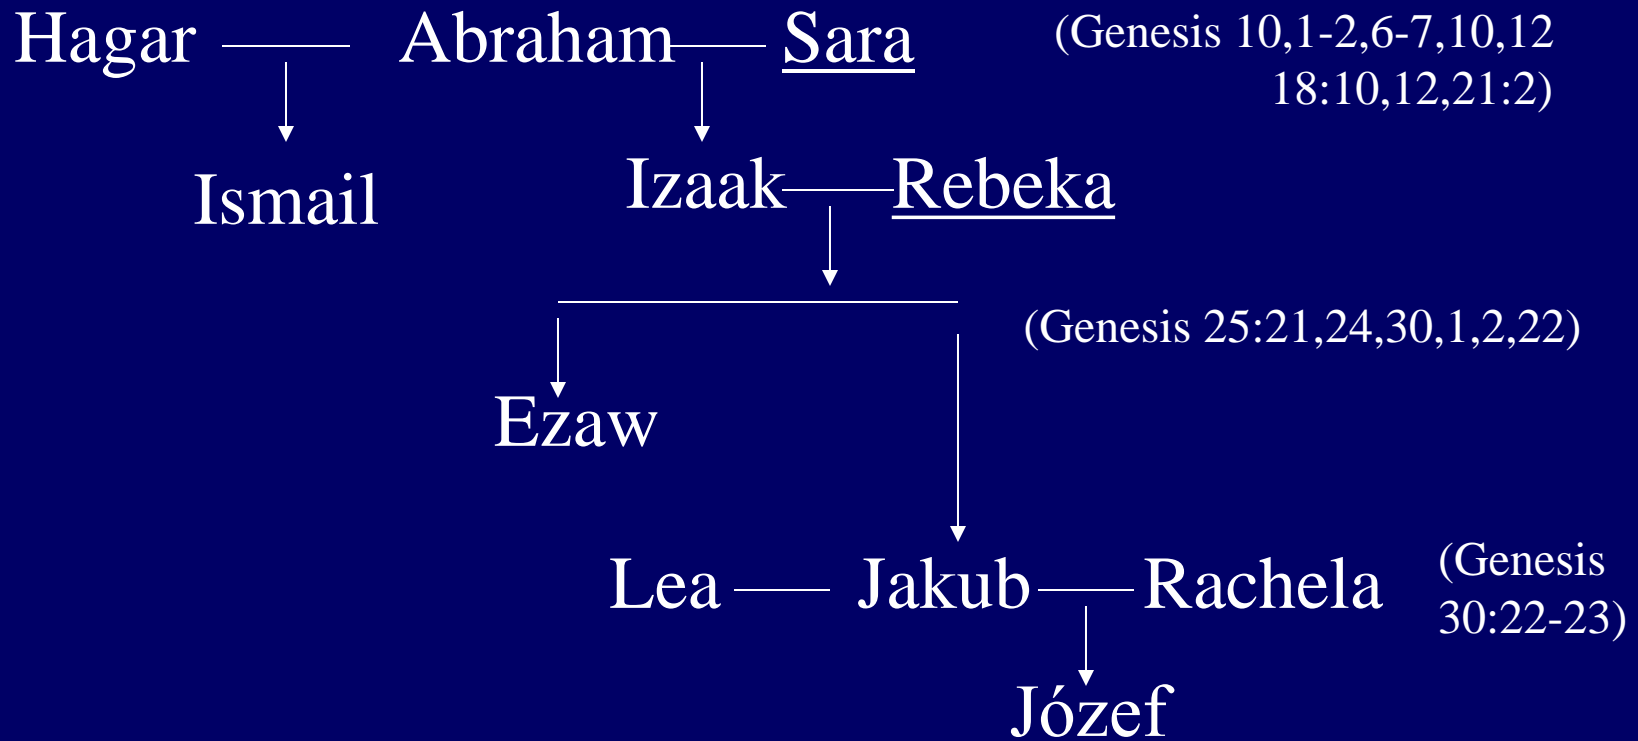 Hagar Abraham Sara (Genesis 10,1-2,6-7,10,12
18:10,12,21:2)
Ismail Izaak Rebeka
(Genesis 25:21,24,30,1,2,22)
Ezaw
Lea Jakub Rachela (Genesis
30:22-23)
Józef